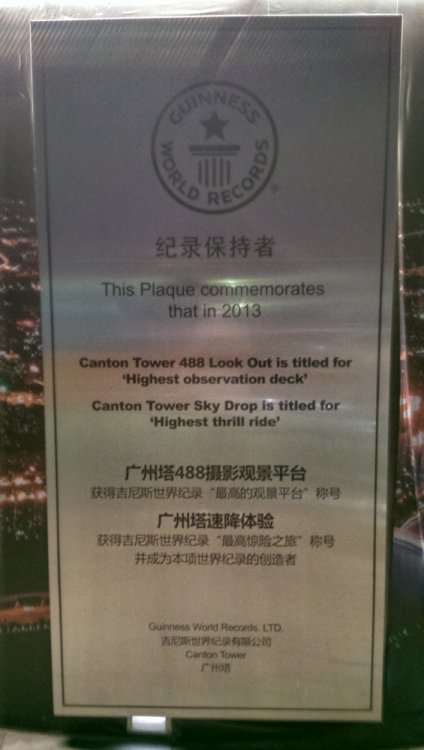 GUINNESS
WORLD RECORDS
®
纪录保持者
This Plaque commemorates
that in 2013
Canton Tower 488 Look Out is titled for
‘Highest observation deck’
Canton Tower Sky Drop is titled for
‘Highest thrill ride’
广州塔488摄影观景平台
获得吉尼斯世界纪录“最高的观景平台”称号
广州塔速降体验
获得吉尼斯世界纪录“最高惊险之旅”称号
并成为本项世界纪录的创造者
Guinness World Records. LTD.
吉尼斯世界纪录有限公司
Canton Tower
广州塔